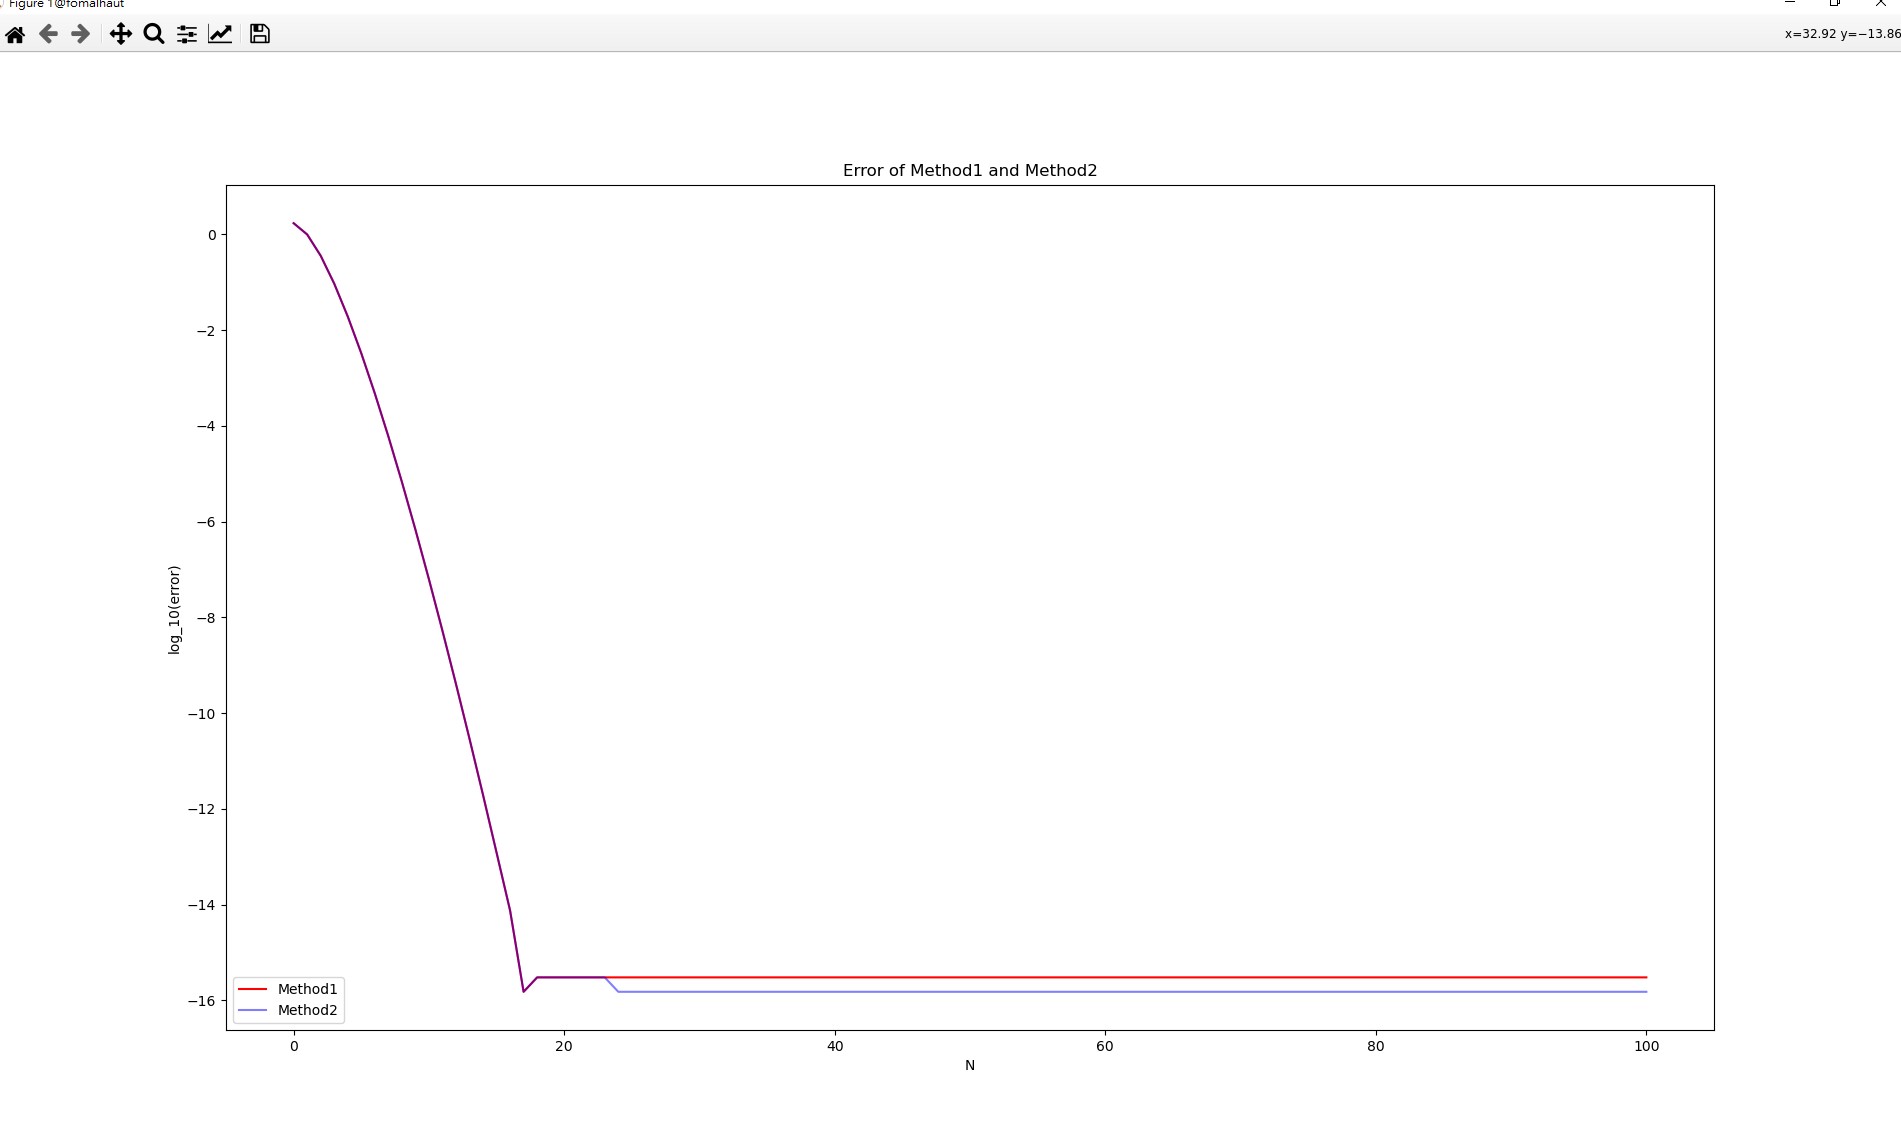 Figure 1@fomalhaut
x=32.92 y=−13.86
Error of Method1 and Method2
0
−2
−4
−6
−8
−10
−12
−14
−16
log_10(error)
Method1
Method2
0 20 40 60 80 100
N